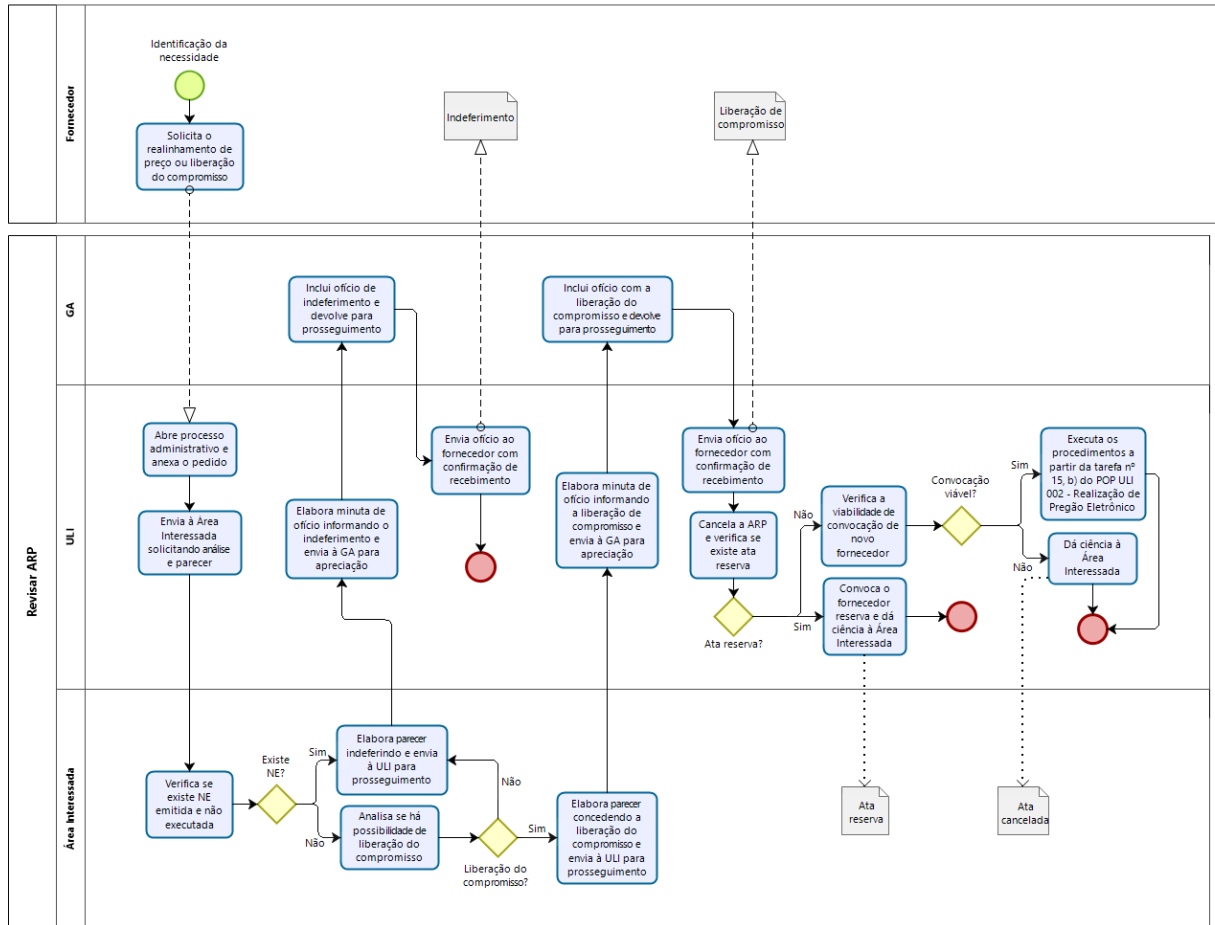 Fornecedor
Identificação da
necessidade
Solicita o
realinhamento de
preço ou liberação
do compromisso
Indeferimento
Liberação de
compromisso
Revisar ARP
GA
Inclui ofício de
indeferimento e
devolve para
prosseguimento
Inclui ofício com a
liberação do
compromisso e devolve
para prosseguimento
ULI
Abre processo
administrativo e
anexa o pedido
Envia à Área
Interessada
solicitando análise
e parecer
Elabora minuta de
ofício informando o
indeferimento e
envia à GA para
apreciação
Envia ofício ao
fornecedor com
confirmação de
recebimento
Elabora minuta de
ofício informando
a liberação de
compromisso e
envia à GA para
apreciação
Envia ofício ao
fornecedor com
confirmação de
recebimento
Cancela a ARP
e verifica se
existe ata
reserva
Ata reserva?
Não
Sim
Verifica a
viabilidade de
convocação de
novo
fornecedor
Convoca o
fornecedor
reserva e dá
ciência à Área
Interessada
Convocação
viável?
Sim
Não
Executa os
procedimentos a
partir da tarefa nº
15, b) do POP ULI
002 - Realização de
Pregão Eletrônico
Dá ciência à
Área
Interessada
Área Interessada
Verifica se
existe NE
emitida e não
executada
Existe
NE?
Sim
Não
Elabora parecer
indeferindo e envia
à ULI para
prosseguimento
Analisa se há
possibilidade de
liberação do
compromisso
Não
Sim
Liberação do
compromisso?
Elabora parecer
concedendo a
liberação do
compromisso e
envia à ULI para
prosseguimento
Ata
reserva
Ata
cancelada